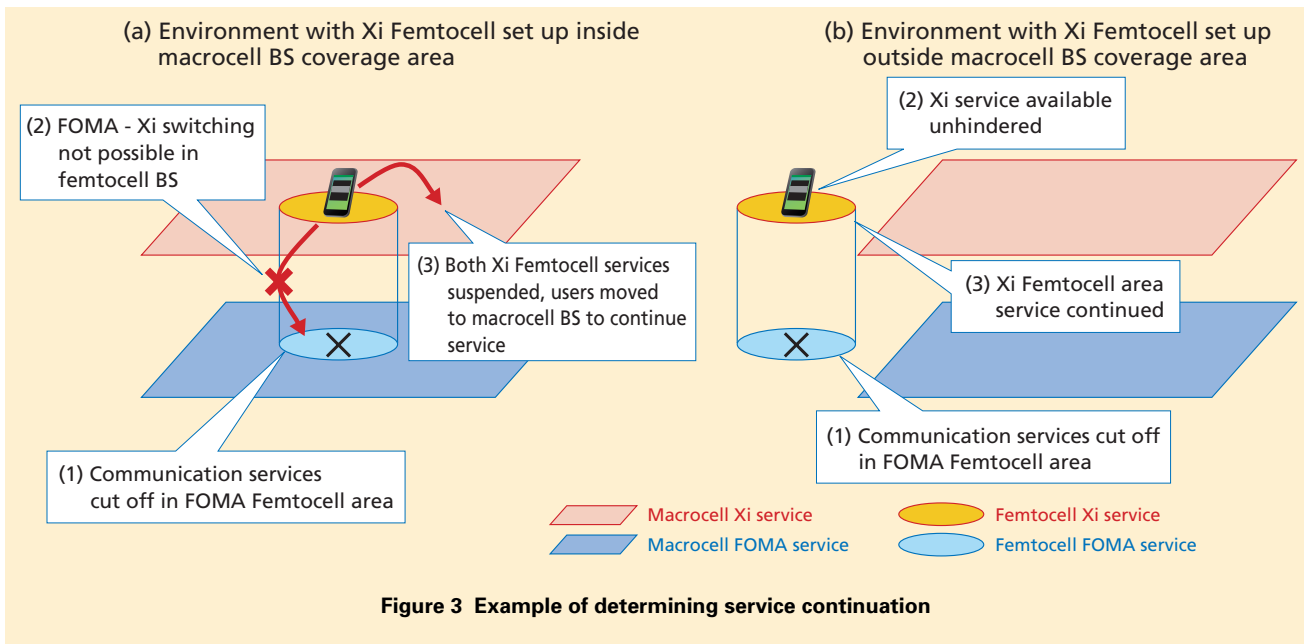 (a) Environment with Xi Femtocell set up inside
macrocell BS coverage area
(2) FOMA - Xi switching
not possible in
femtocell BS
(3) Both Xi Femtocell services
suspended, users moved
to macrocell BS to continue
service
(1) Communication services
cut off in FOMA Femtocell area
(b) Environment with Xi Femtocell set up
outside macrocell BS coverage area
(2) Xi service available
unhindered
(3) Xi Femtocell area
service continued
(1) Communication services cut off
in FOMA Femtocell area
Macrocell Xi service
Femtocell Xi service
Macrocell FOMA service
Femtocell FOMA service
Figure 3 Example of determining service continuation